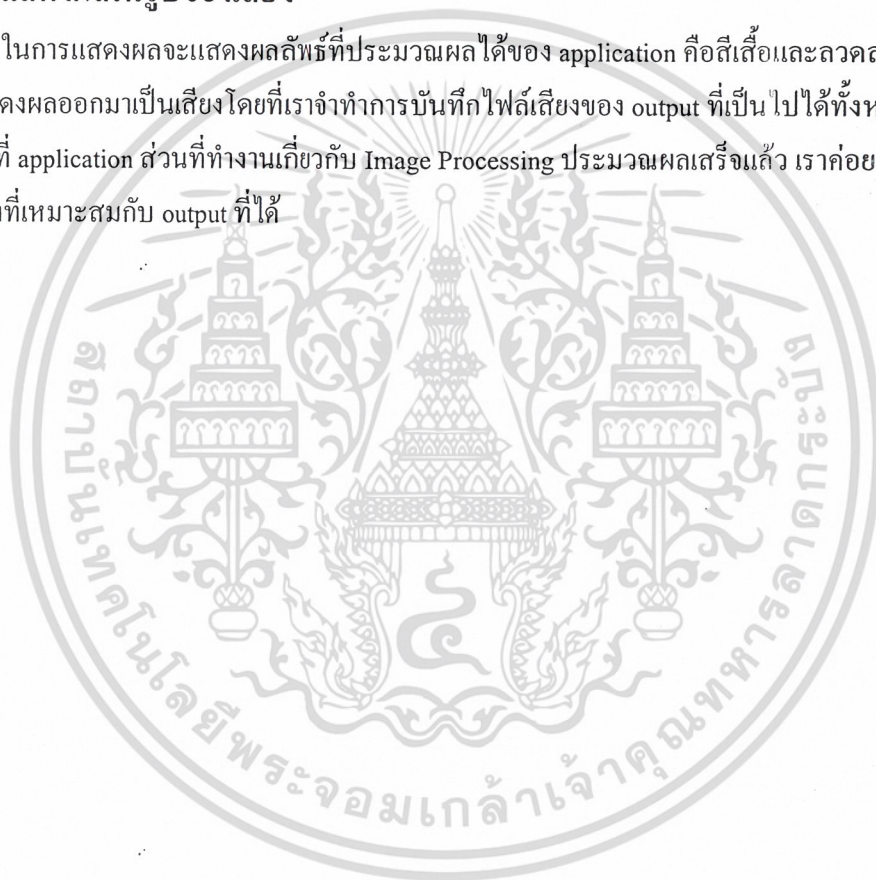 ในการแสดงผลจะแสดงผลลัพธ์ที่ประมวณผลได้ของ application คือสีเสื้อและลวดล
ดงผลออกมาเป็นเสียงโดยที่เราจำทำการบันทึกไฟล์เสียงของ output ที่เป็นไปได้ทั้งห
ที่ application ส่วนที่ทำงานเกี่ยวกับ Image Processing ประมวณผลเสร็จแล้ว เราค่อย
ที่เหมาะสมกับ output ที่ได้
สถาบันเทคโนโลยีพระจอมเกล้าเจ้าคุณทหารลาดกระบัง